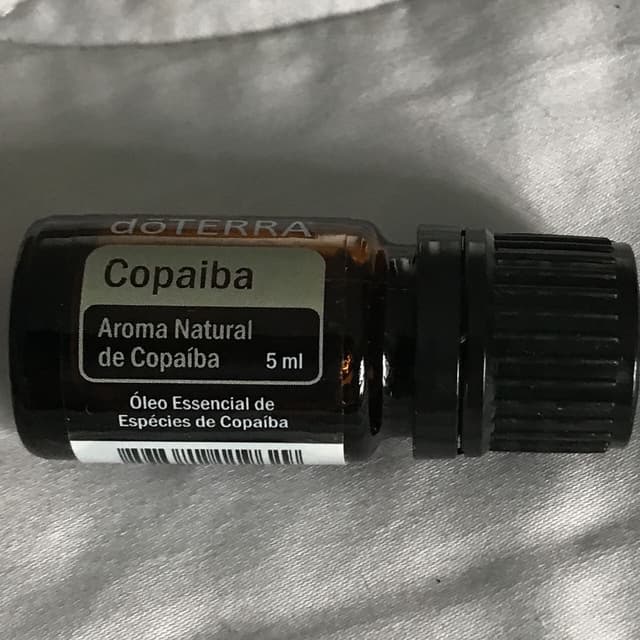 dōTERRA
Copaiba
Aroma Natural
de Copaíba 5 ml
Óleo Essencial de
Espécies de Copaíba